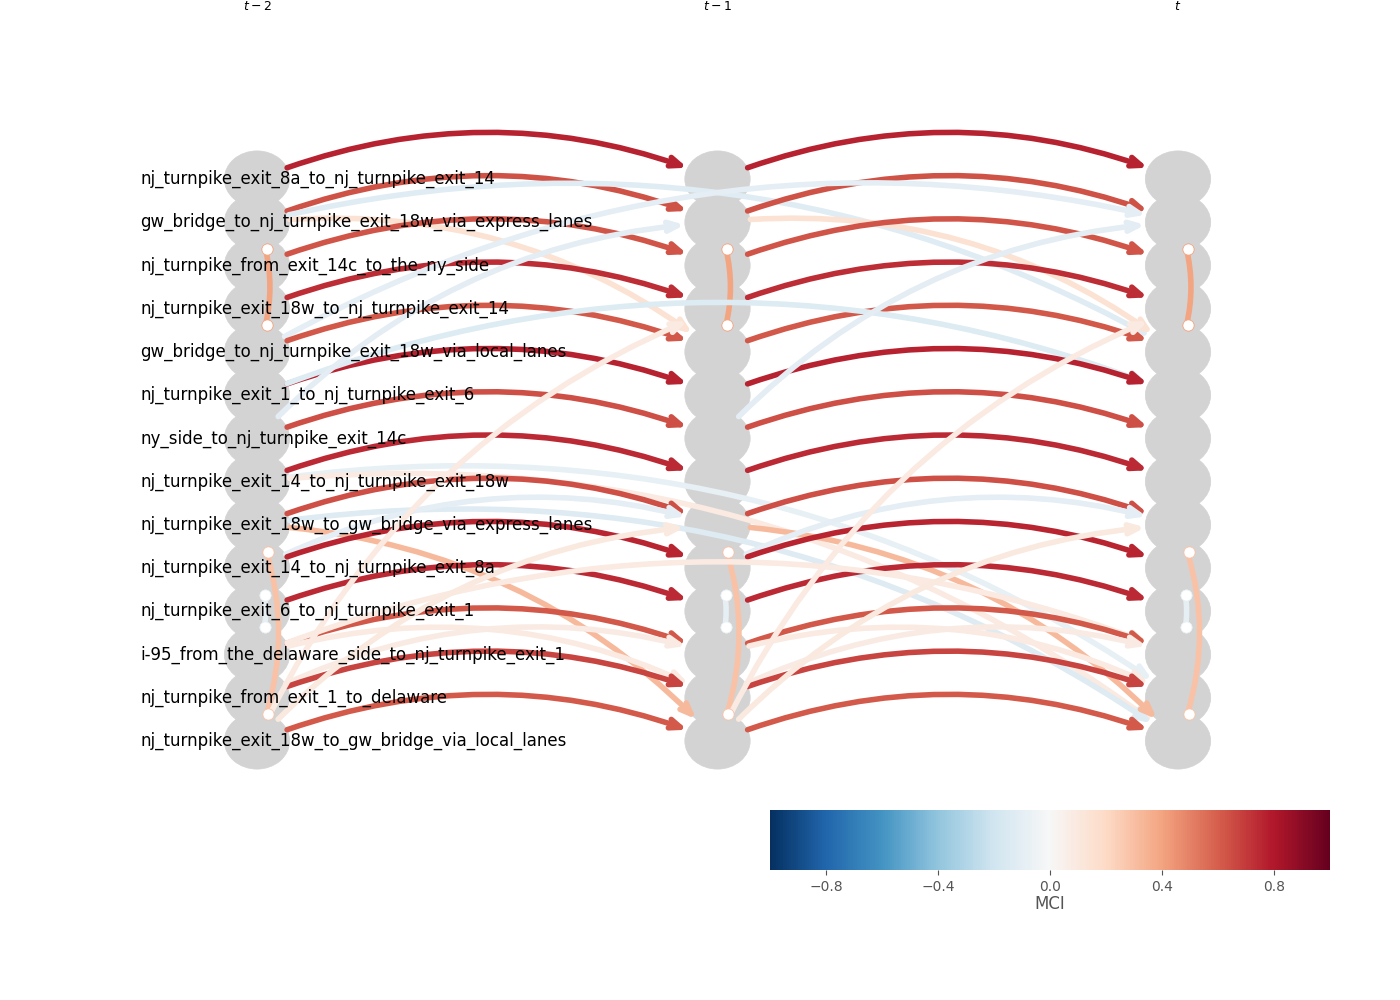 t − 2 t − 1 t
nj_turnpike_exit_8a_to_nj_turnpike_exit_14
gw_bridge_to_nj_turnpike_exit_18w_via_express_lanes
nj_turnpike_from_exit_14c_to_the_ny_side
nj_turnpike_exit_18w_to_nj_turnpike_exit_14
gw_bridge_to_nj_turnpike_exit_18w_via_local_lanes
nj_turnpike_exit_1_to_nj_turnpike_exit_6
ny_side_to_nj_turnpike_exit_14c
nj_turnpike_exit_14_to_nj_turnpike_exit_18w
nj_turnpike_exit_18w_to_gw_bridge_via_express_lanes
nj_turnpike_exit_14_to_nj_turnpike_exit_8a
nj_turnpike_exit_6_to_nj_turnpike_exit_1
i-95_from_the_delaware_side_to_nj_turnpike_exit_1
nj_turnpike_from_exit_1_to_delaware
nj_turnpike_exit_18w_to_gw_bridge_via_local_lanes
−0.8 −0.4 0.0 0.4 0.8
MCI